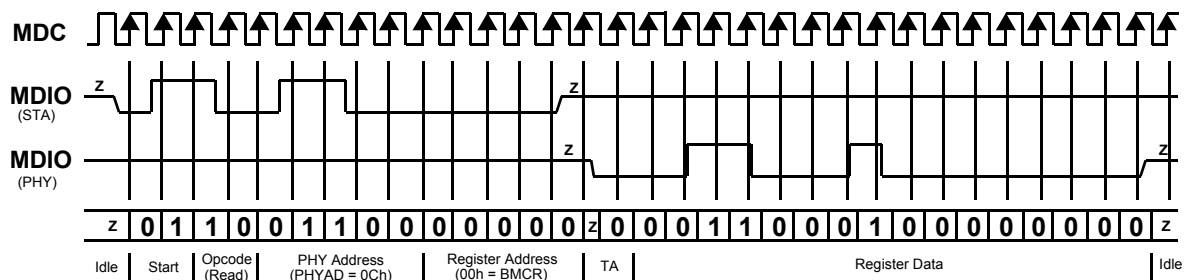 MDC
z
MDIO
(STA)
z
MDIO
(PHY)
z
z
z 0 1 1 0 0 1 1 0 0 0 0 0 0 0 z 0 0 0 1 1 0 0 0 1 0 0 0 0 0 0 0 0 z
Idle
Start
Opcode
(Read)
PHY Address
(PHYAD = 0Ch)
Register Address
(00h = BMCR)
TA
Register Data
Idle